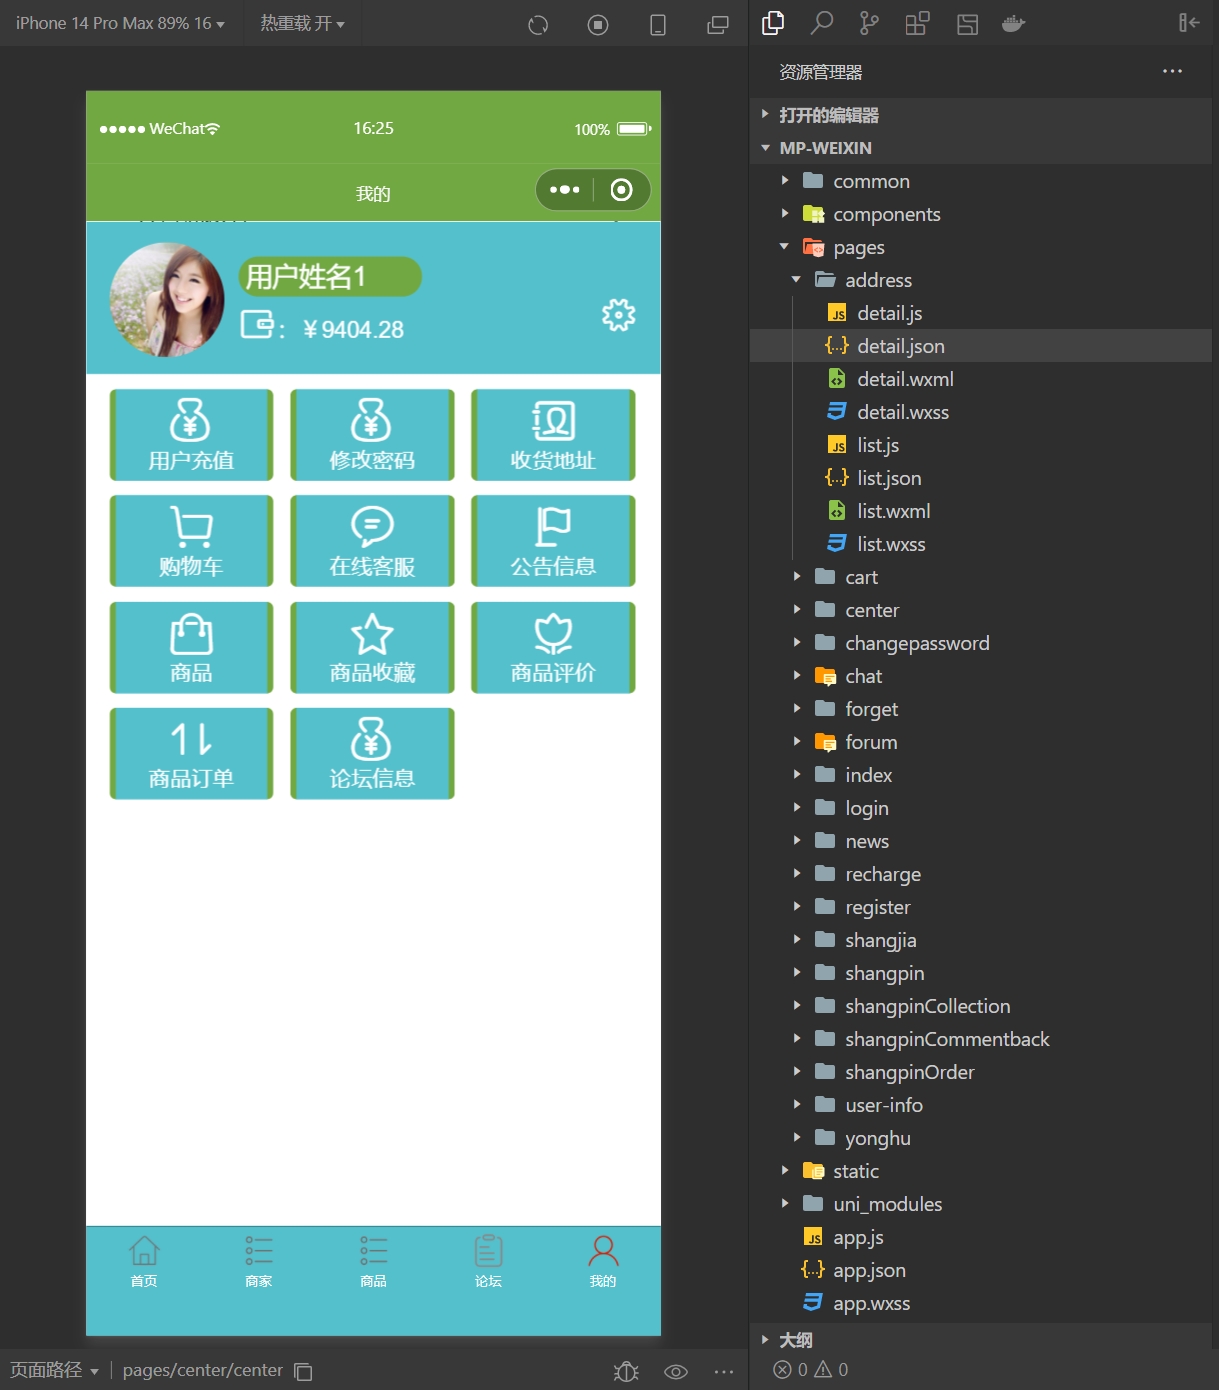 iPhone 14 Pro Max 89% 16
热重载 开
WeChat
16:25
100%
我的
用户姓名1
： ￥9404.28
用户充值
修改密码
收货地址
购物车
在线客服
公告信息
商品
商品收藏
商品评价
商品订单
论坛信息
首页
商家
商品
论坛
我的
页面路径
pages/center/center
资源管理器
打开的编辑器
MP-WEIXIN
common
components
pages
address
detail.js
detail.json
detail.wxml
detail.wxss
list.js
list.json
list.wxml
list.wxss
cart
center
changepassword
chat
forget
forum
index
login
news
recharge
register
shangjia
shangpin
shangpinCollection
shangpinCommentback
shangpinOrder
user-info
yonghu
static
uni_modules
app.js
app.json
app.wxss
大纲
0 0